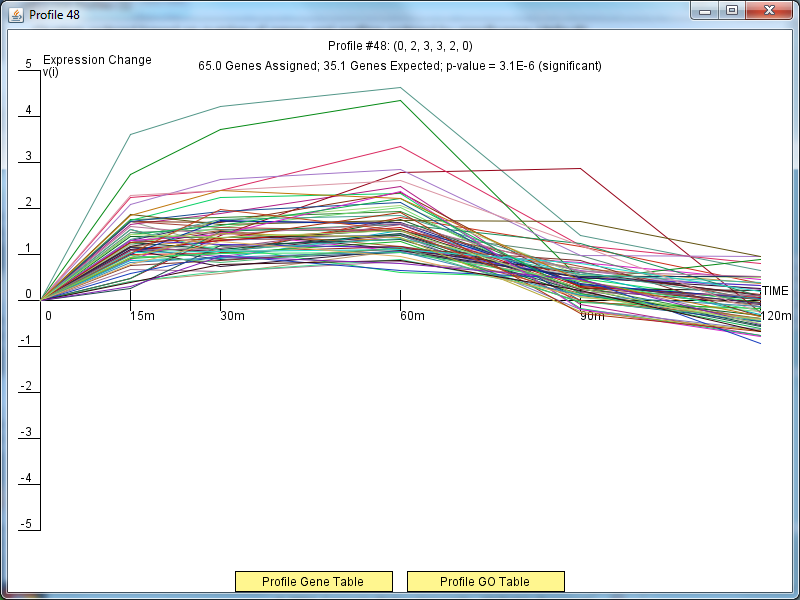 Profile 48
Profile #48: (0, 2, 3, 3, 2, 0)
65.0 Genes Assigned; 35.1 Genes Expected; p-value = 3.1E-6 (significant)
Expression Change
v(i)
5
4
3
2
1
0
-1
-2
-3
-4
-5
TIME
0 15m 30m 60m 90m 120m
Profile Gene Table Profile GO Table